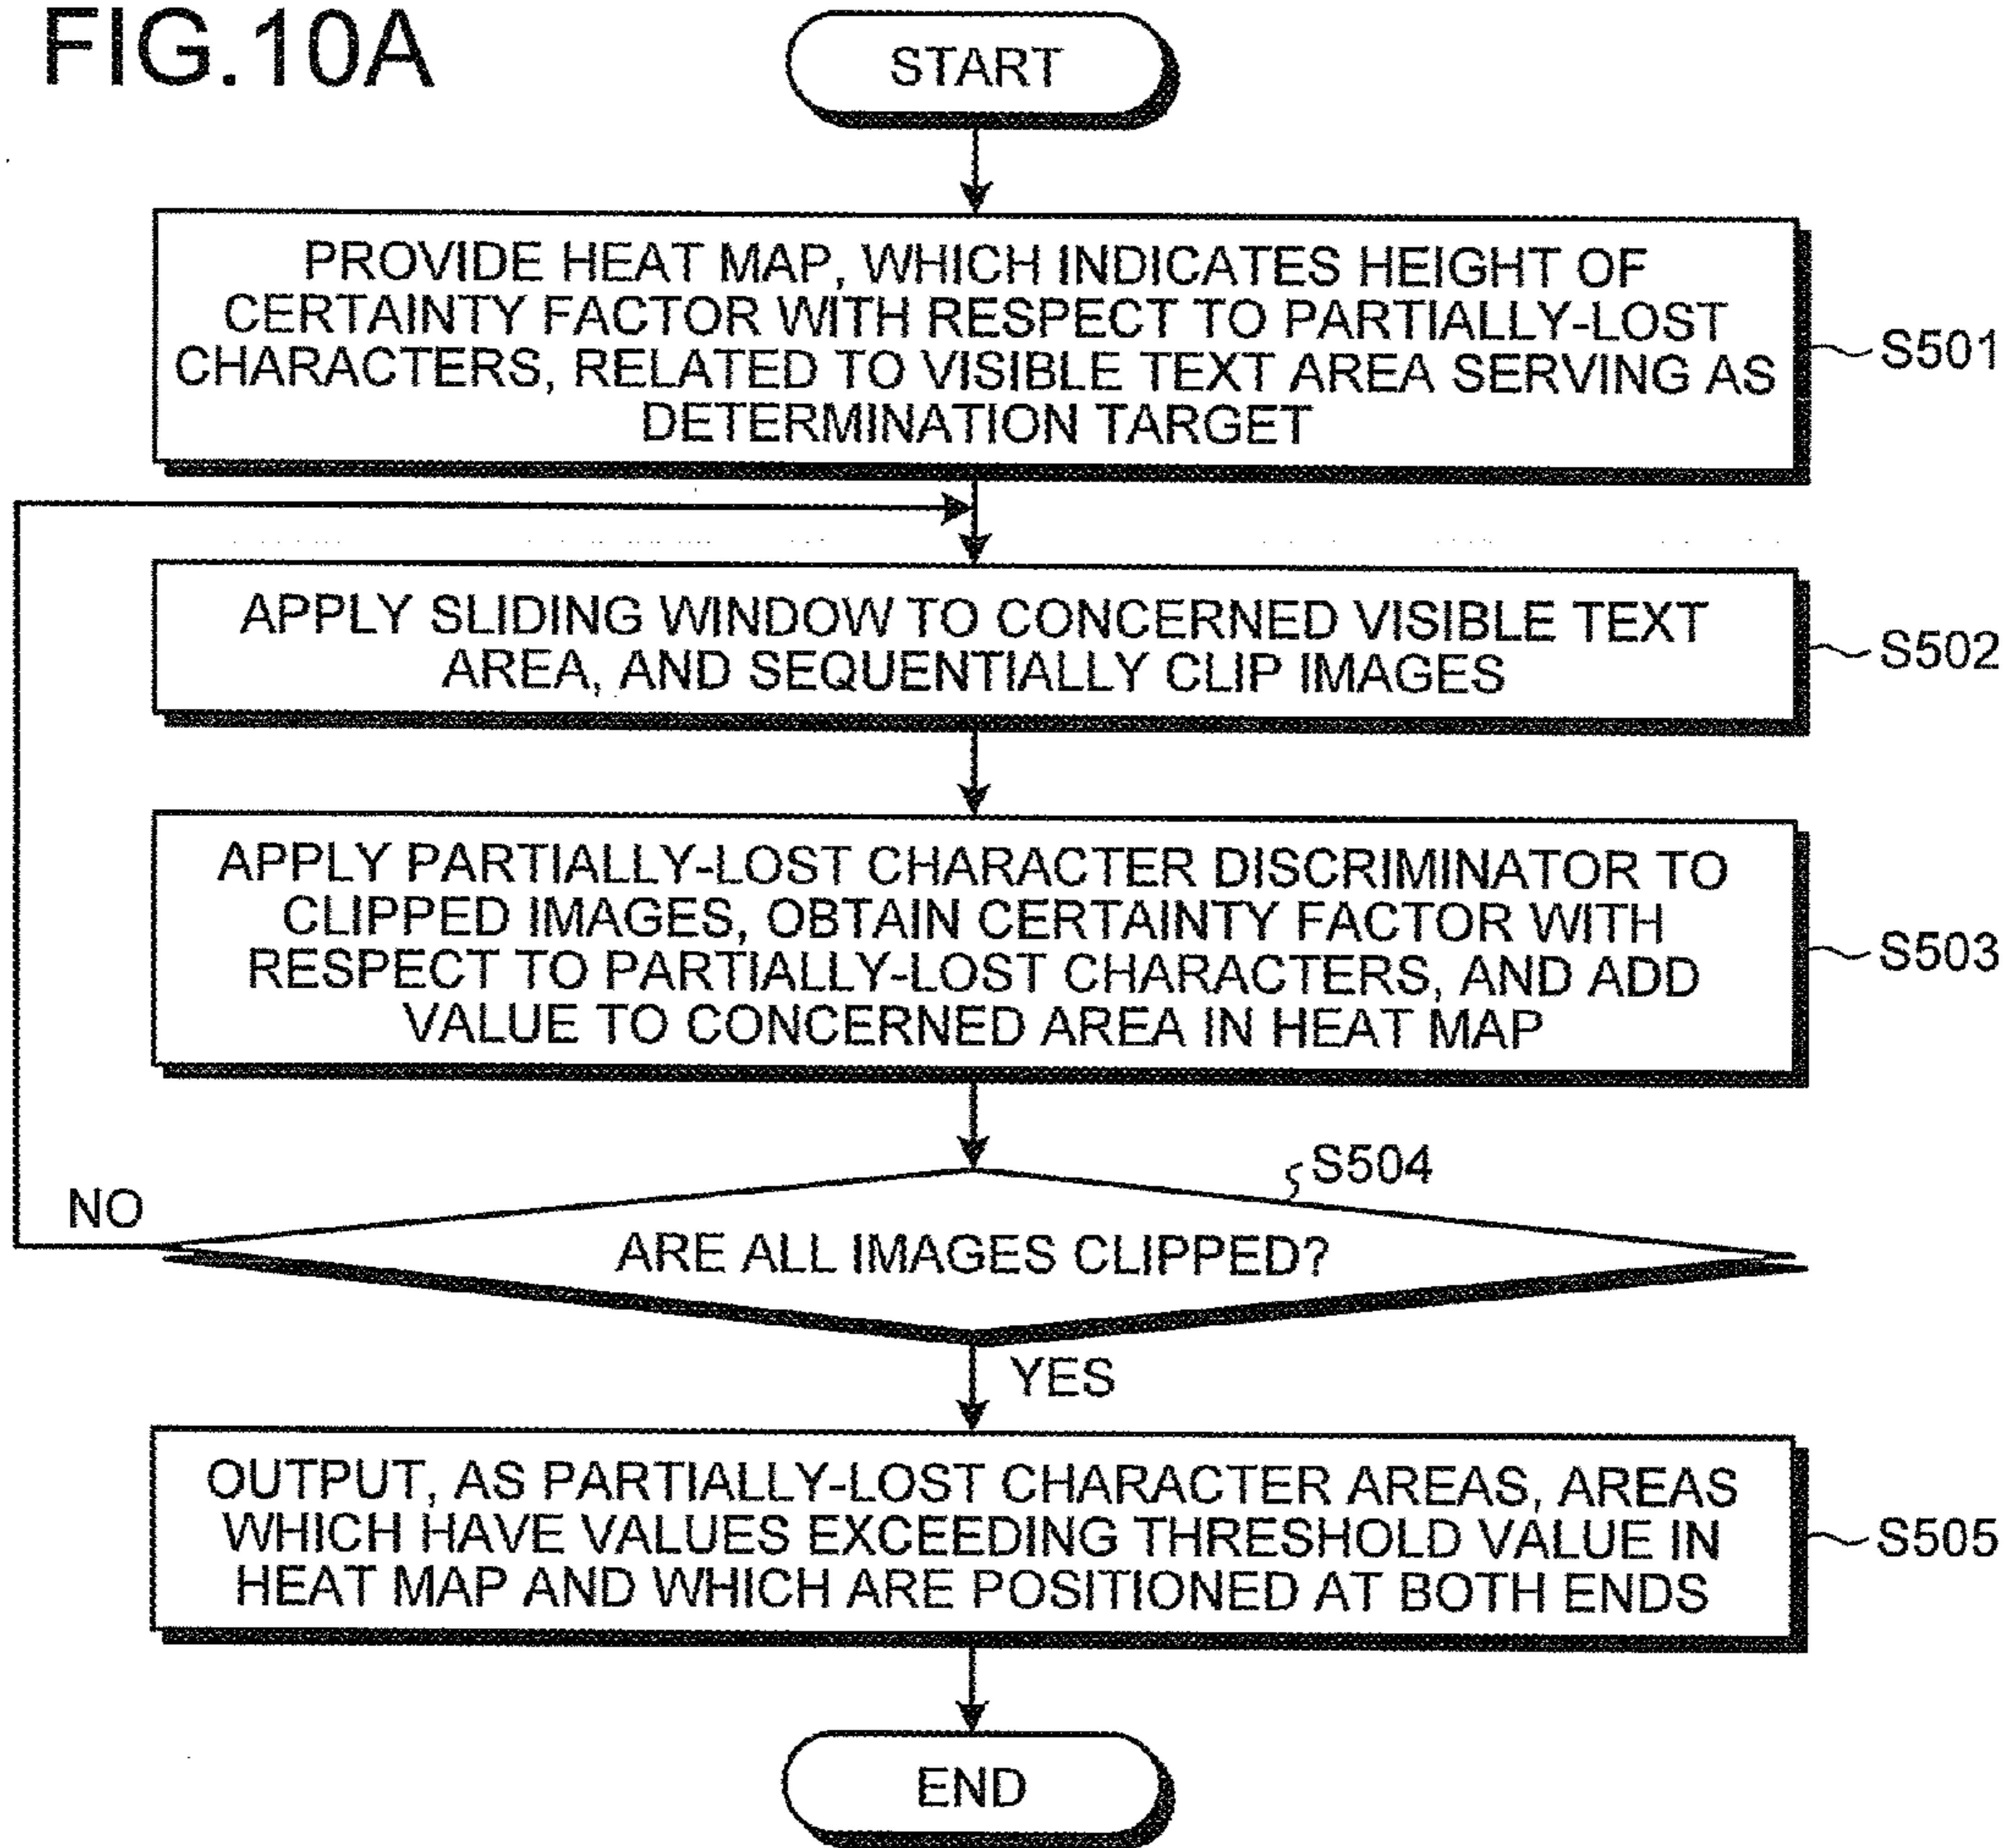 FIG.10A
START
PROVIDE HEAT MAP, WHICH INDICATES HEIGHT OF
CERTAINTY FACTOR WITH RESPECT TO PARTIALLY-LOST
CHARACTERS, RELATED TO VISIBLE TEXT AREA SERVING AS
DETERMINATION TARGET
S501
APPLY SLIDING WINDOW TO CONCERNED VISIBLE TEXT
AREA, AND SEQUENTIALLY CLIP IMAGES
S502
APPLY PARTIALLY-LOST CHARACTER DISCRIMINATOR TO
CLIPPED IMAGES, OBTAIN CERTAINTY FACTOR WITH
RESPECT TO PARTIALLY-LOST CHARACTERS, AND ADD
VALUE TO CONCERNED AREA IN HEAT MAP
S503
S504
NO
ARE ALL IMAGES CLIPPED?
YES
OUTPUT, AS PARTIALLY-LOST CHARACTER AREAS, AREAS
WHICH HAVE VALUES EXCEEDING THRESHOLD VALUE IN
HEAT MAP AND WHICH ARE POSITIONED AT BOTH ENDS
S505
END